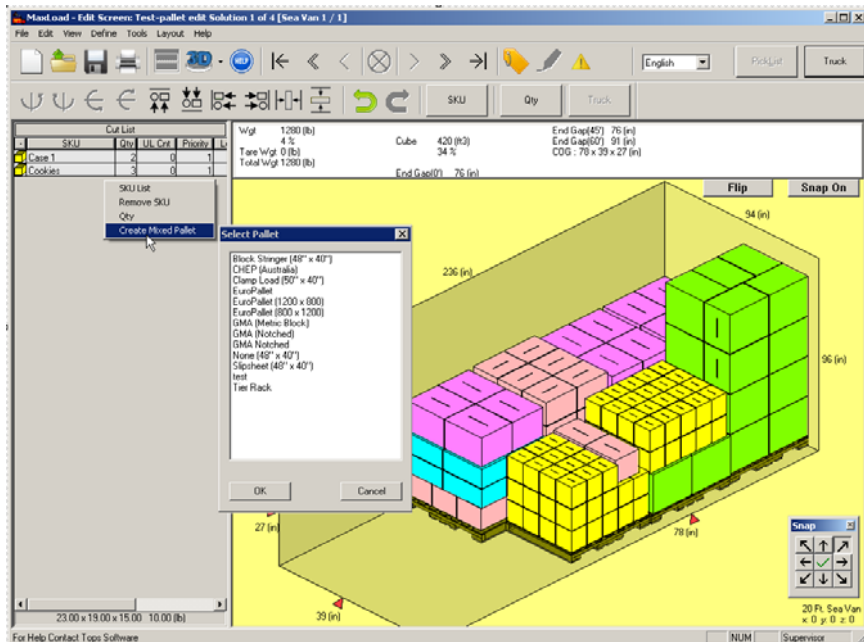 MaxLoad - Edit Screen: Test-pallet edit Solution 1 of 4 [Sea Van 1 / 1]
File Edit View Define Tools Layout Help
3D HELP English PickList Truck
SKU Qty Truck
Cut List
- SKU Qty UL Cnt Priority L
Case 1 2 0 1
Cookies 3 0 1
SKU List
Remove SKU
Qty
Create Mixed Pallet
Wgt 1280 (lb)
4 %
Tare Wgt 0 (lb)
Total Wgt 1280 (lb)
Cube 420 (ft3)
34 %
End Gap(0') 76 (in)
End Gap(45') 76 (in)
End Gap(60') 91 (in)
COG : 78 x 39 x 27 (in)
Flip Snap On
Select Pallet
Block Stringer (48" x 40")
CHEP (Australia)
Clamp Load (50" x 40")
EuroPallet
EuroPallet (1200 x 800)
EuroPallet (800 x 1200)
GMA (Metric Block)
GMA (Notched)
GMA Notched
None (48" x 40")
Slipsheet (48" x 40")
test
Tier Rack
OK Cancel
94 (in)
236 (in)
96 (in)
27 (in)
78 (in)
39 (in)
Snap
20 Ft. Sea Van
x 0 y 0 z 0
23.00 x 19.00 x 15.00 10.00 (lb)
For Help Contact Tops Software NUM Supervisor